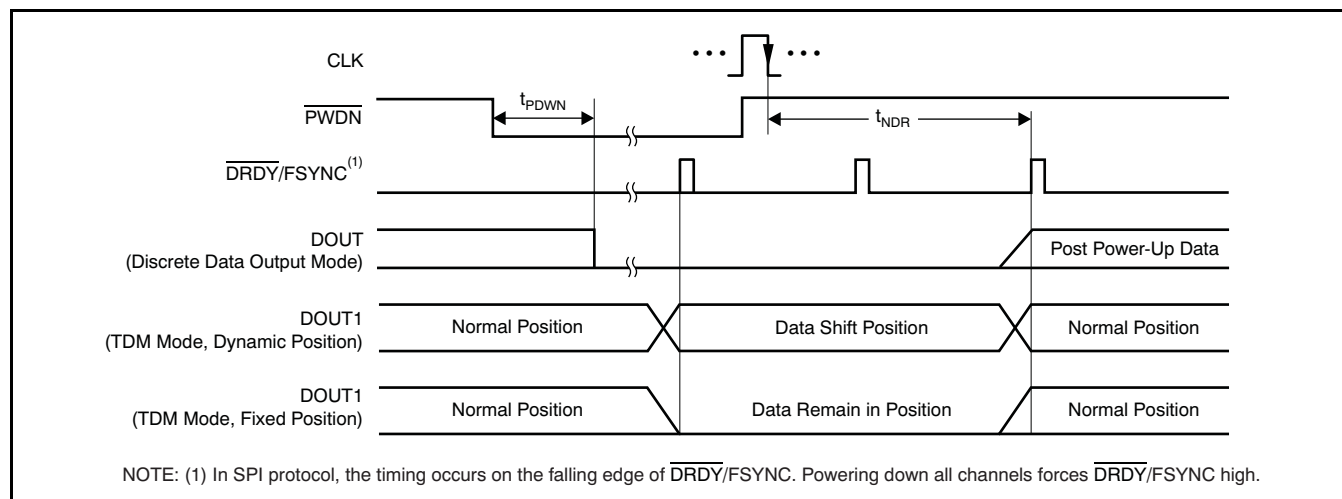 CLK
PWDN
tPDWN
tNDR
DRDY/FSYNC(1)
DOUT
(Discrete Data Output Mode)
Post Power-Up Data
DOUT1
(TDM Mode, Dynamic Position)
Normal Position
Data Shift Position
Normal Position
DOUT1
(TDM Mode, Fixed Position)
Normal Position
Data Remain in Position
Normal Position
NOTE: (1) In SPI protocol, the timing occurs on the falling edge of DRDY/FSYNC. Powering down all channels forces DRDY/FSYNC high.